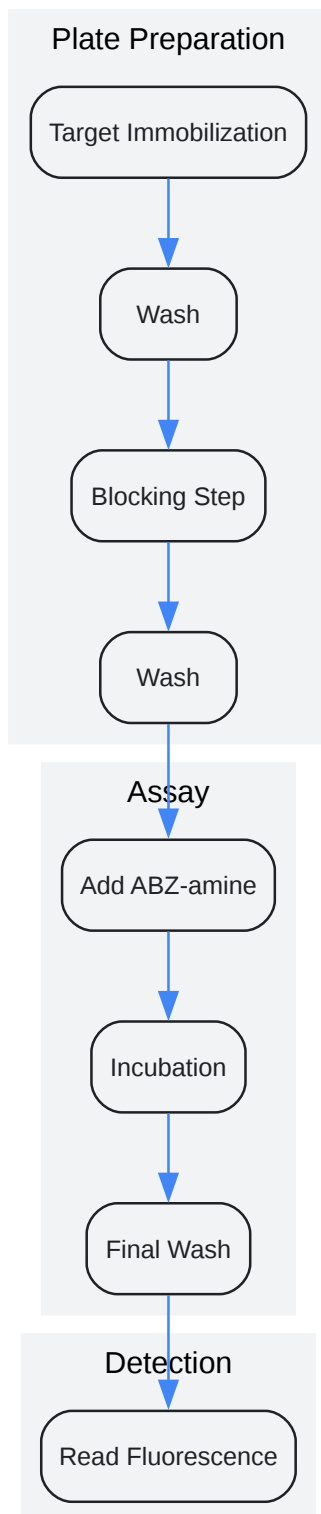 Plate Preparation
Target Immobilization
Wash
Blocking Step
Wash
Assay
Add ABZ-amine
Incubation
Final Wash
Detection
Read Fluorescence